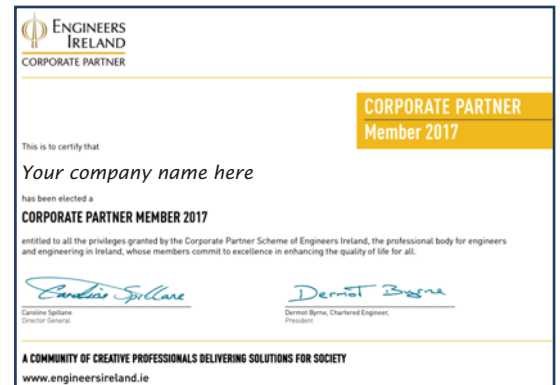 ENGINEERS
IRELAND
CORPORATE PARTNER
CORPORATE PARTNER
Member 2017
This is to certify that
Your company name here
has been elected a
CORPORATE PARTNER MEMBER 2017
entitled to all the privileges granted by the Corporate Partner Scheme of Engineers Ireland, the professional body for engineers
and engineering in Ireland, whose members commit to excellence in enhancing the quality of life for all.
Caroline Spillane
Dermot Byrne
Caroline Spillane
Director General
Dermot Byrne, Chartered Engineer,
President
A COMMUNITY OF CREATIVE PROFESSIONALS DELIVERING SOLUTIONS FOR SOCIETY
www.engineersireland.ie